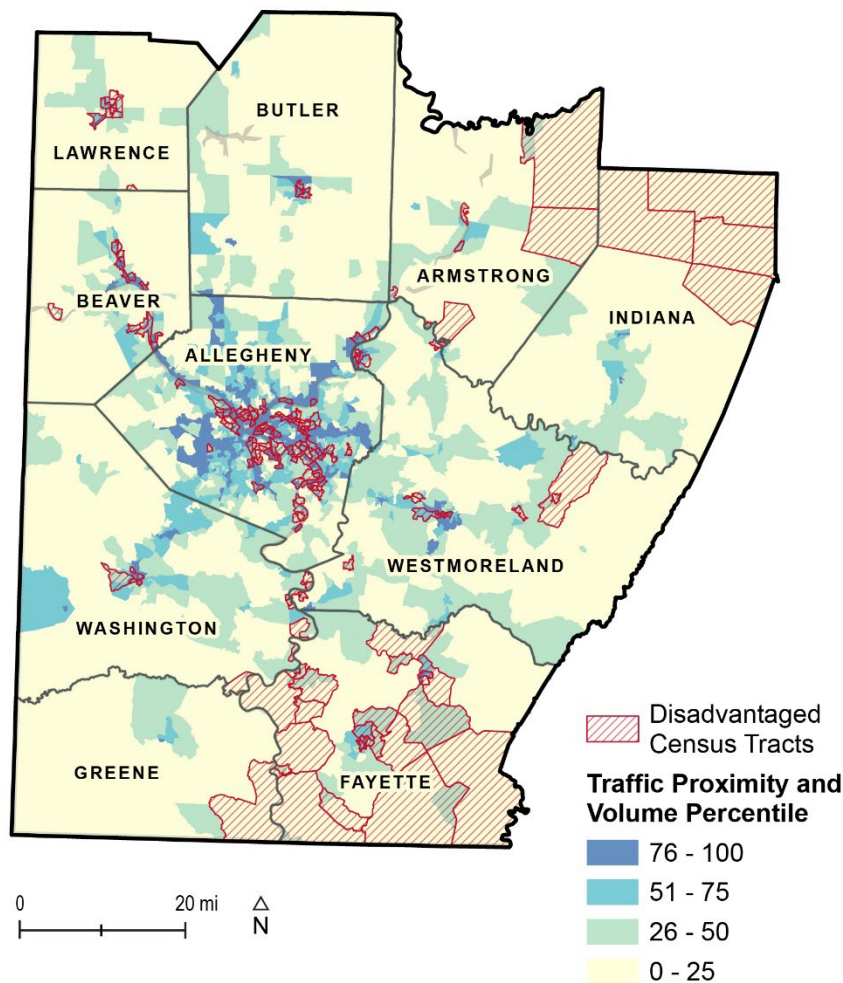 BUTLER
LAWRENCE
ARMSTRONG
BEAVER
INDIANA
ALLEGHENY
WESTMORELAND
WASHINGTON
GREENE
FAYETTE
Disadvantaged
Census Tracts
Traffic Proximity and
Volume Percentile
76 - 100
51 - 75
26 - 50
0 - 25
0 20 mi
N